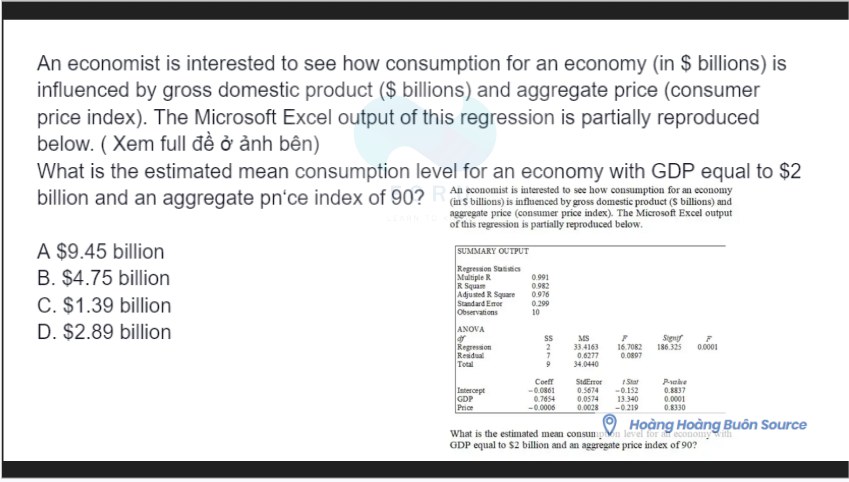 An economist is interested to see how consumption for an economy (in $ billions) is
influenced by gross domestic product ($ billions) and aggregate price (consumer
price index). The Microsoft Excel output of this regression is partially reproduced
below. ( Xem full đề ở ảnh bên)
What is the estimated mean consumption level for an economy with GDP equal to $2
billion and an aggregate pn‘ce index of 90?
A $9.45 billion
B. $4.75 billion
C. $1.39 billion
D. $2.89 billion
An economist is interested to see how consumption for an economy
(in $ billions) is influenced by gross domestic product ($ billions) and
aggregate price (consumer price index). The Microsoft Excel output
of this regression is partially reproduced below.
SUMMARY OUTPUT
Regression Statistics
Multiple R 0.991
R Square 0.982
Adjusted R Square 0.976
Standard Error 0.299
Observations 10
ANOVA
df SS MS F Signif F
Regression 2 33.4163 16.7082 186.325 0.0001
Residual 7 0.6277 0.0897
Total 9 34.0440
Coeff StdError t Stat P-value
Intercept –0.0861 0.5674 –0.152 0.8837
GDP 0.7654 0.0574 13.340 0.0001
Price –0.0006 0.0028 –0.219 0.8330
Hoàng Hoàng Buôn Source
What is the estimated mean consumption level for an economy with
GDP equal to $2 billion and an aggregate price index of 90?